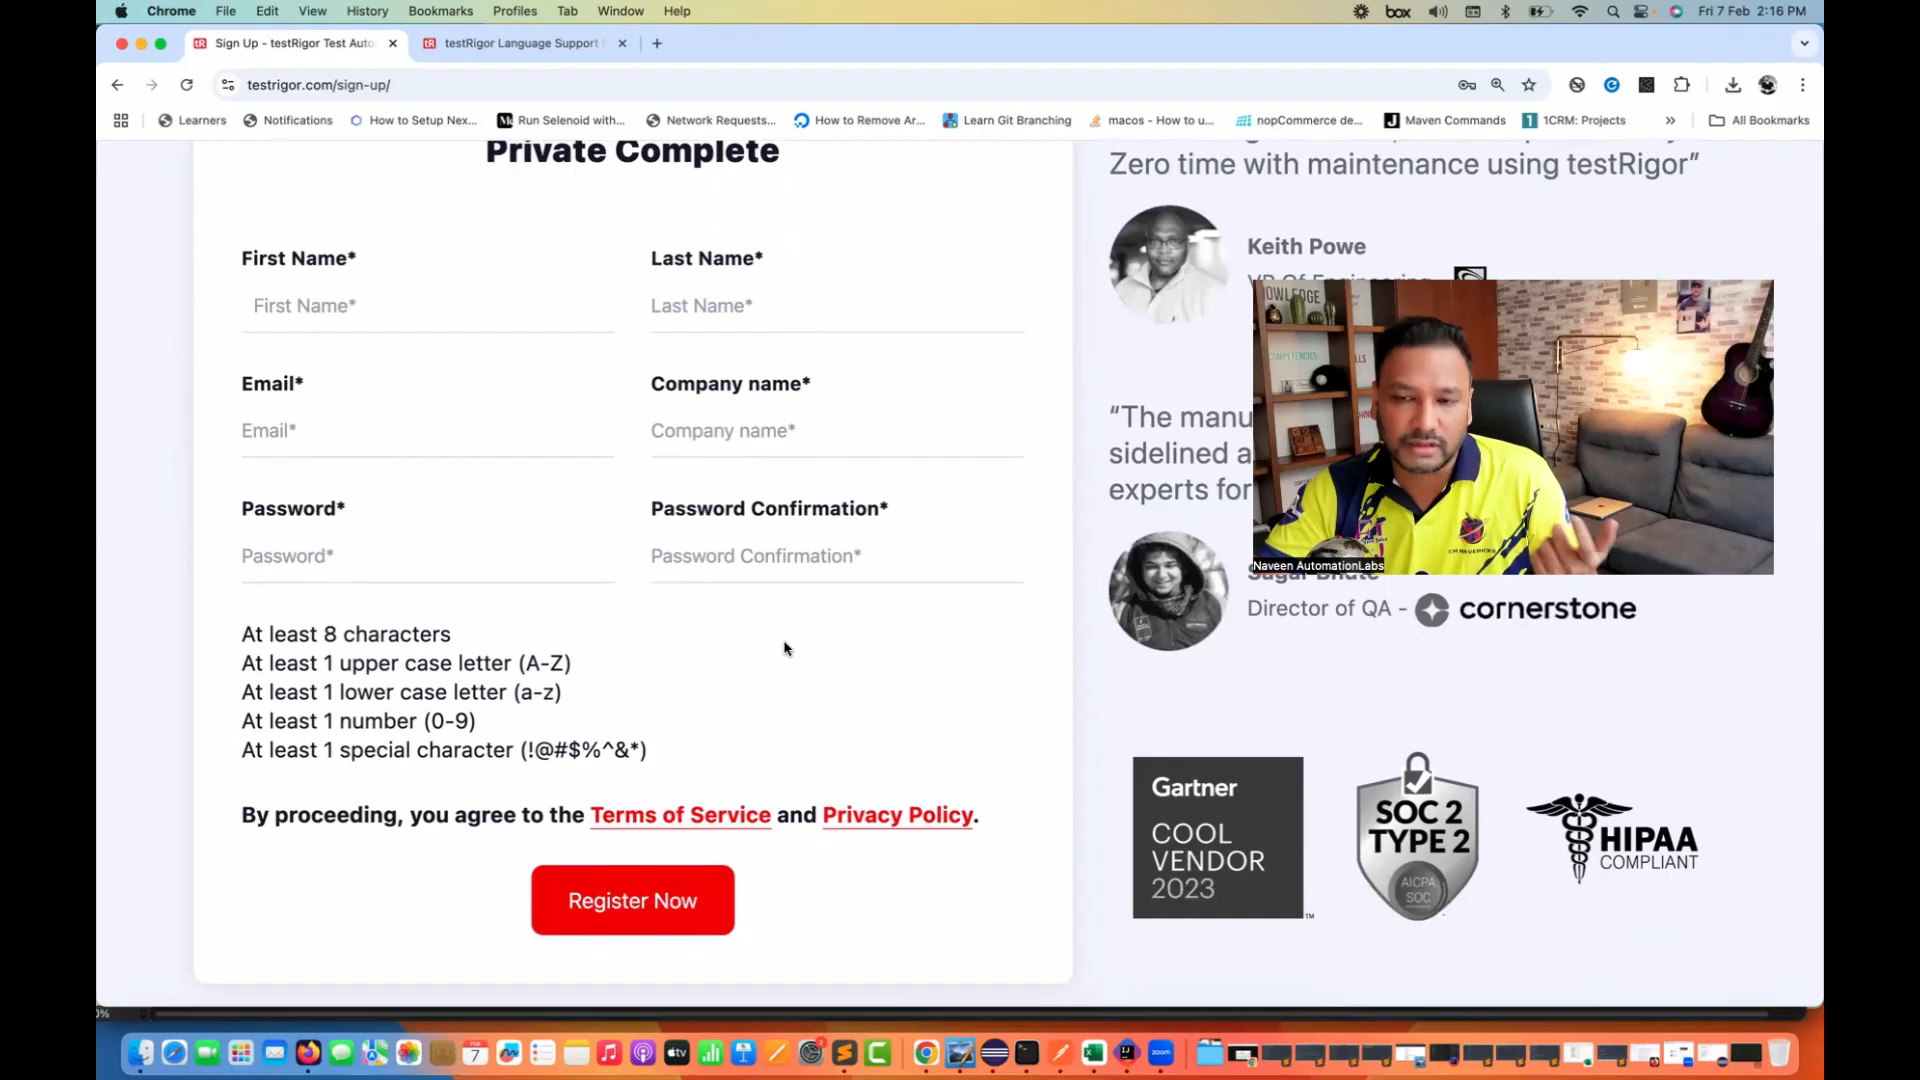 Chrome File Edit View History Bookmarks Profiles Tab Window Help box Fri 7 Feb 2:16 PM
Sign Up - testRigor Test Auto
testRigor Language Support
testrigor.com/sign-up/
Learners Notifications How to Setup Nex... Run Selenoid with... Network Requests... How to Remove Ar... Learn Git Branching macos - How to u... nopCommerce de... Maven Commands 1CRM: Projects » All Bookmarks
Private Complete
First Name*
Last Name*
First Name*
Last Name*
Email*
Company name*
Email*
Company name*
Password*
Password Confirmation*
Password*
Password Confirmation*
At least 8 characters
At least 1 upper case letter (A-Z)
At least 1 lower case letter (a-z)
At least 1 number (0-9)
At least 1 special character (!@#$%^&*)
By proceeding, you agree to the Terms of Service and Privacy Policy.
Register Now
Zero time with maintenance using testRigor”
Keith Powe
“The manu
sidelined a
experts for
Naveen AutomationLabs
Director of QA - cornerstone
Gartner
COOL
VENDOR
2023
TM
SOC 2
TYPE 2
AICPA
SOC
HIPAA
COMPLIANT
0%
FEB
7
tv
zoom